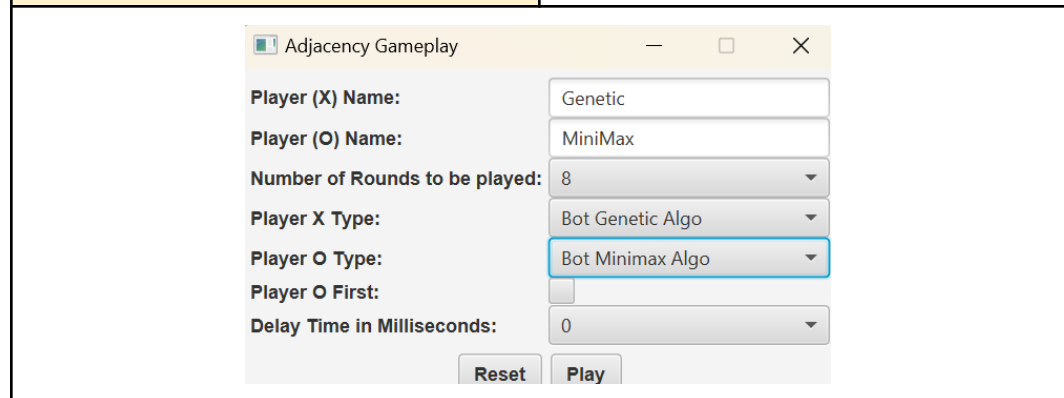 Adjacency Gameplay
Player (X) Name: Genetic
Player (O) Name: MiniMax
Number of Rounds to be played: 8
Player X Type: Bot Genetic Algo
Player O Type: Bot Minimax Algo
Player O First:
Delay Time in Milliseconds: 0
Reset Play